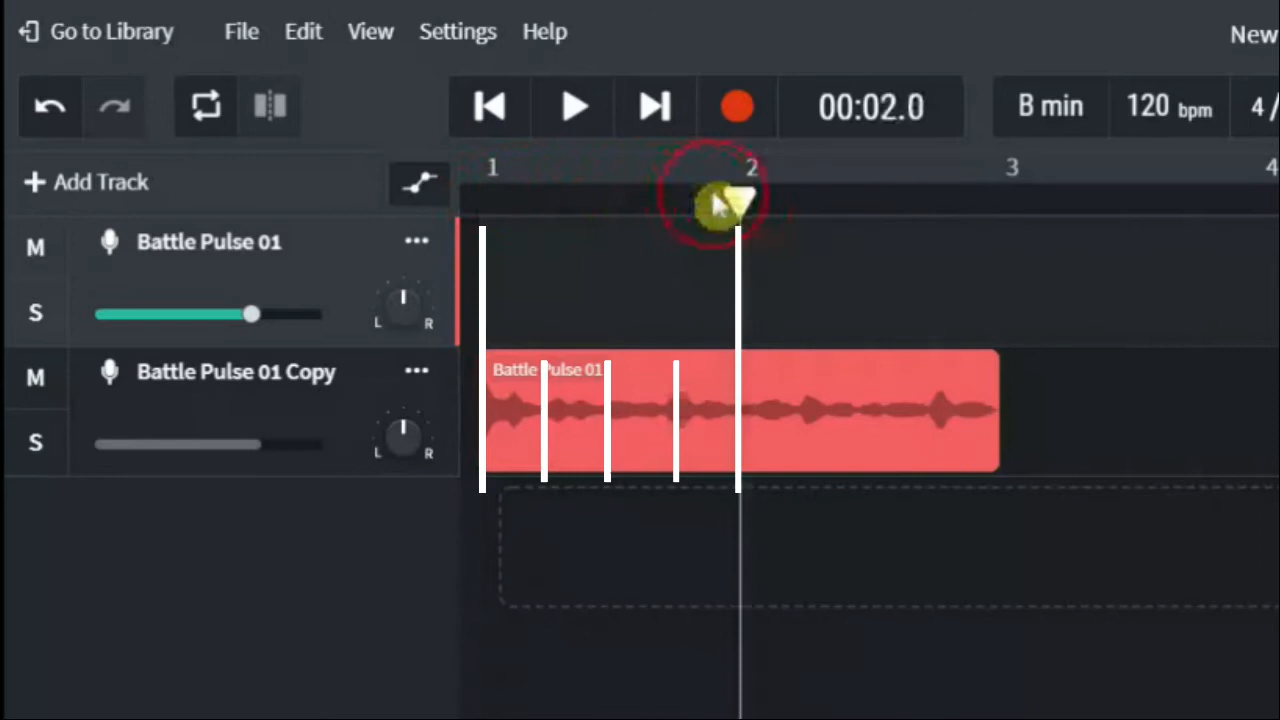 Go to Library File Edit View Settings Help New
00:02.0 B min 120 bpm 4 /
1 2 3 4
+ Add Track
M Battle Pulse 01 •••
S L R
Battle Pulse 01
M Battle Pulse 01 Copy •••
S L R